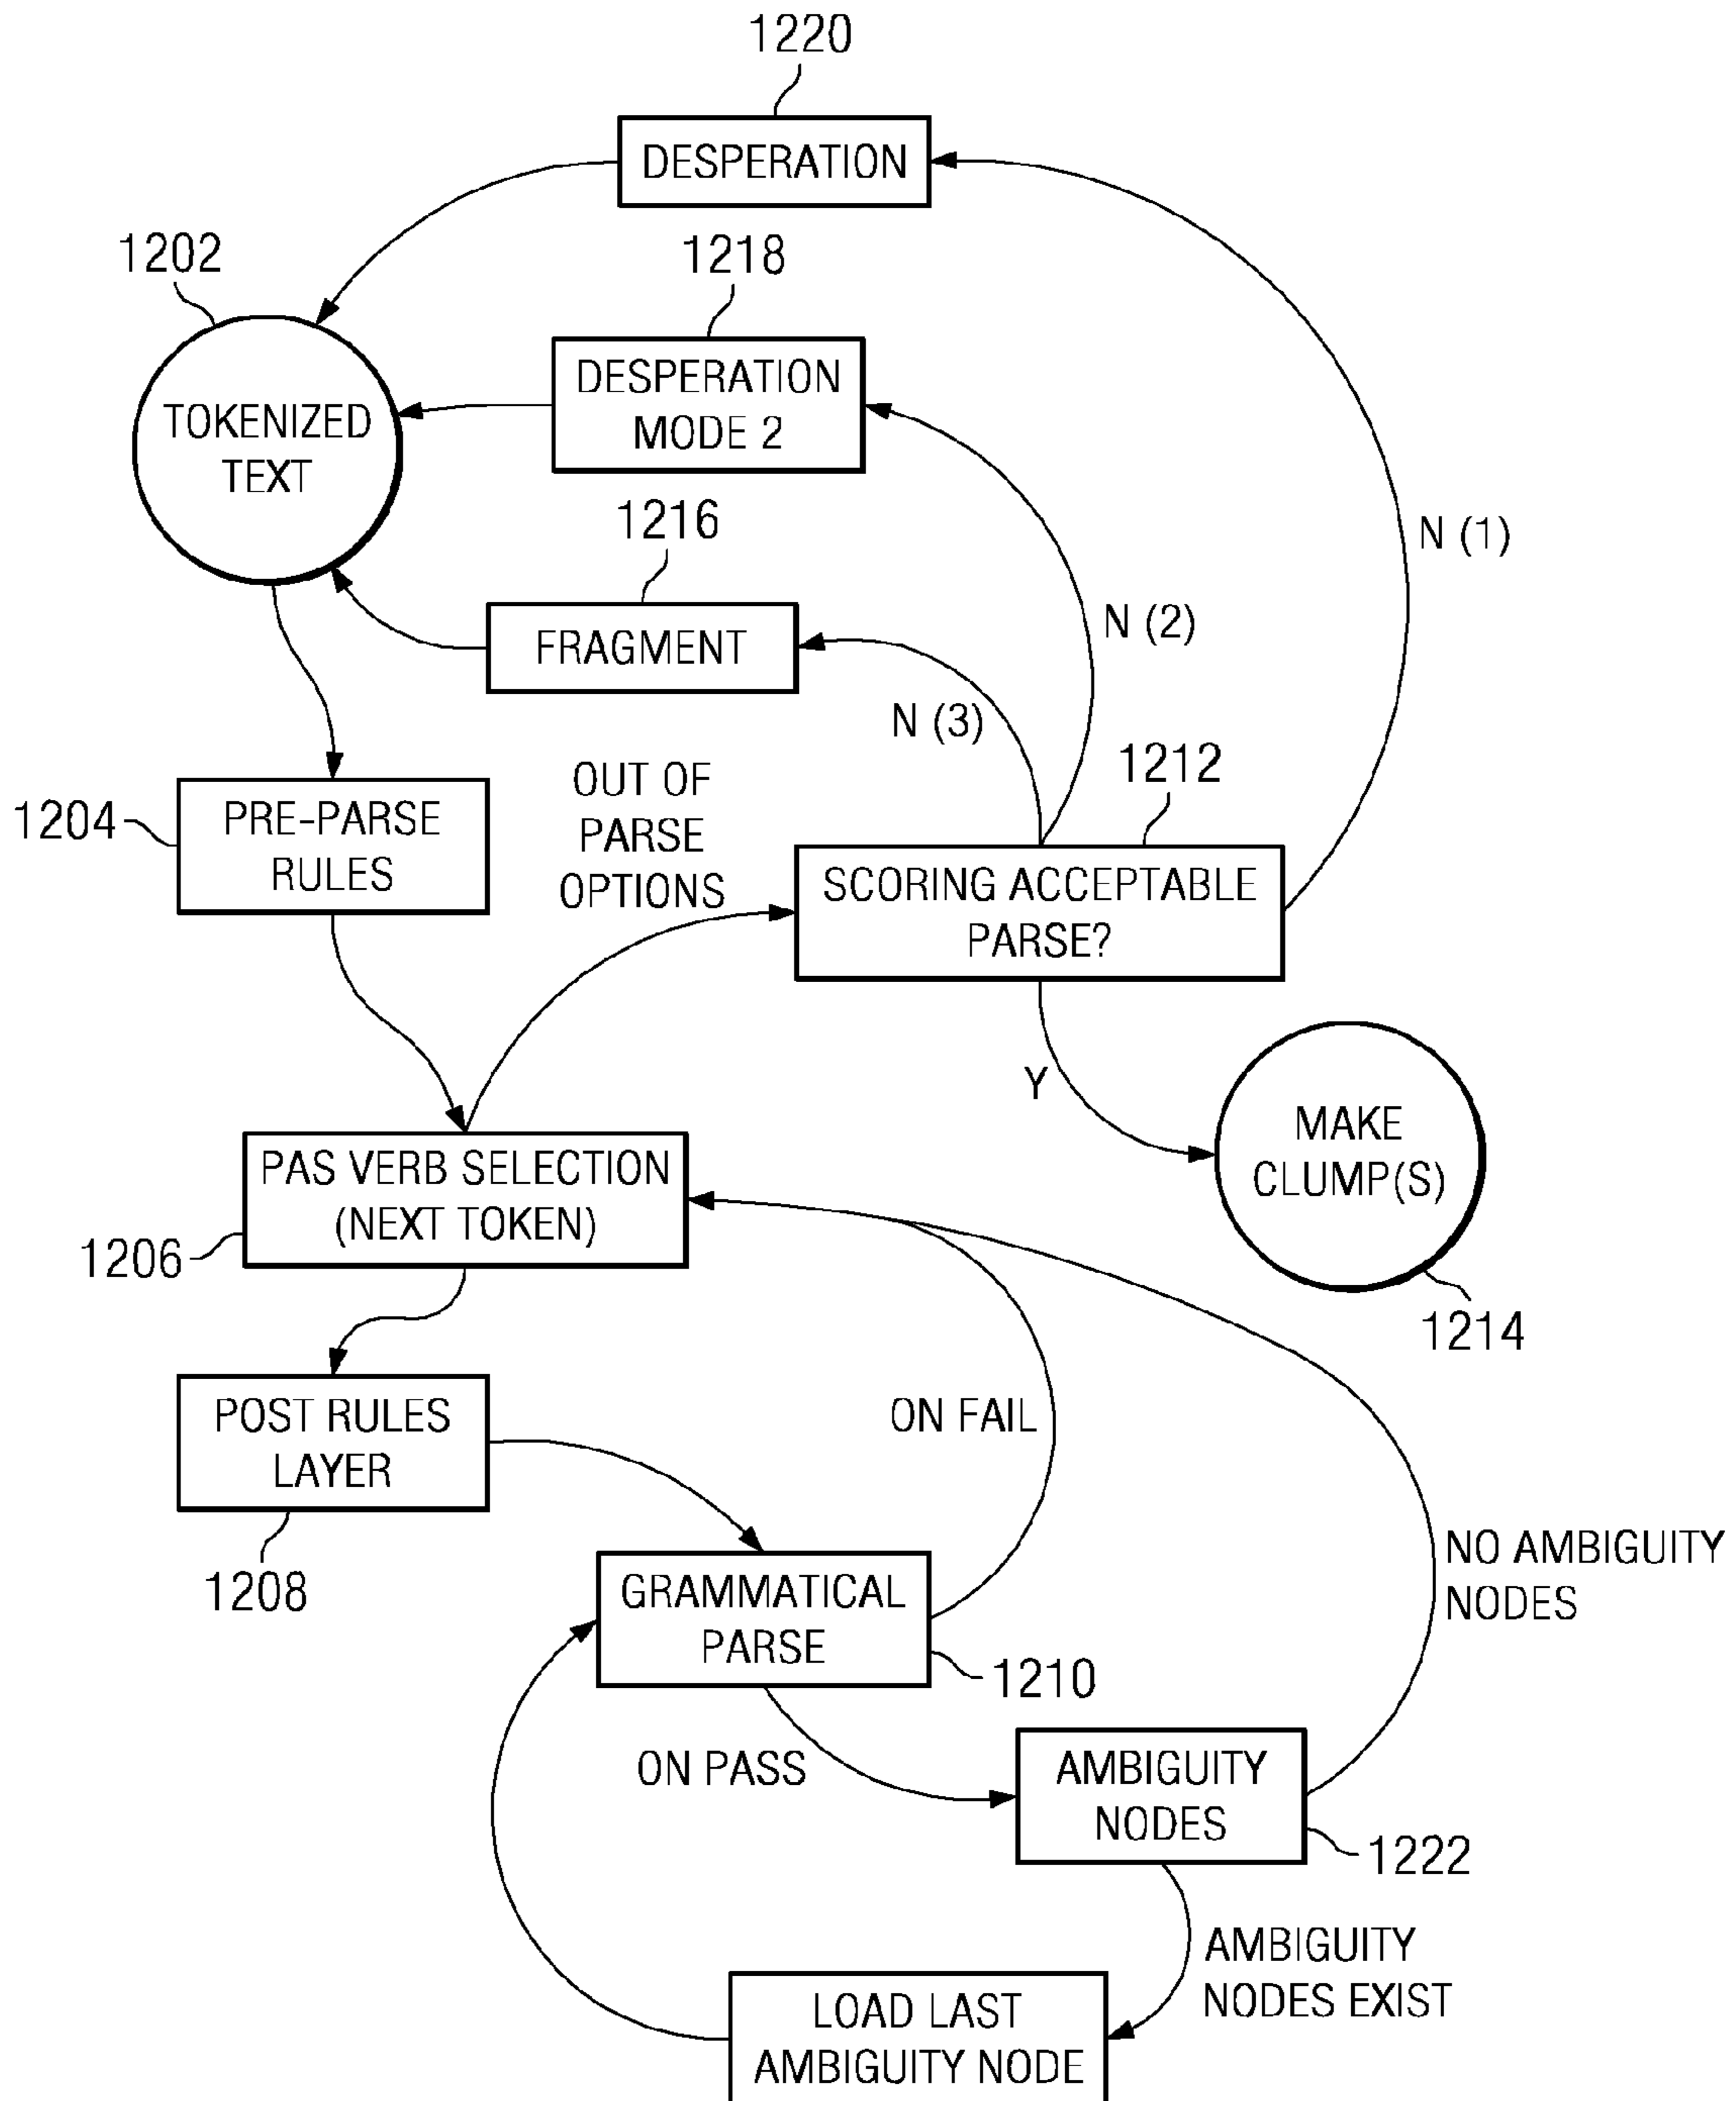 1220
DESPERATION
1202
1218
TOKENIZED
TEXT
DESPERATION
MODE 2
1216
N (1)
FRAGMENT
N (2)
N (3)
1204
PRE-PARSE
RULES
OUT OF
PARSE
OPTIONS
1212
SCORING ACCEPTABLE
PARSE?
Y
MAKE
CLUMP(S)
1214
PAS VERB SELECTION
(NEXT TOKEN)
1206
POST RULES
LAYER
1208
ON FAIL
NO AMBIGUITY
NODES
GRAMMATICAL
PARSE
1210
ON PASS
AMBIGUITY
NODES
1222
AMBIGUITY
NODES EXIST
LOAD LAST
AMBIGUITY NODE